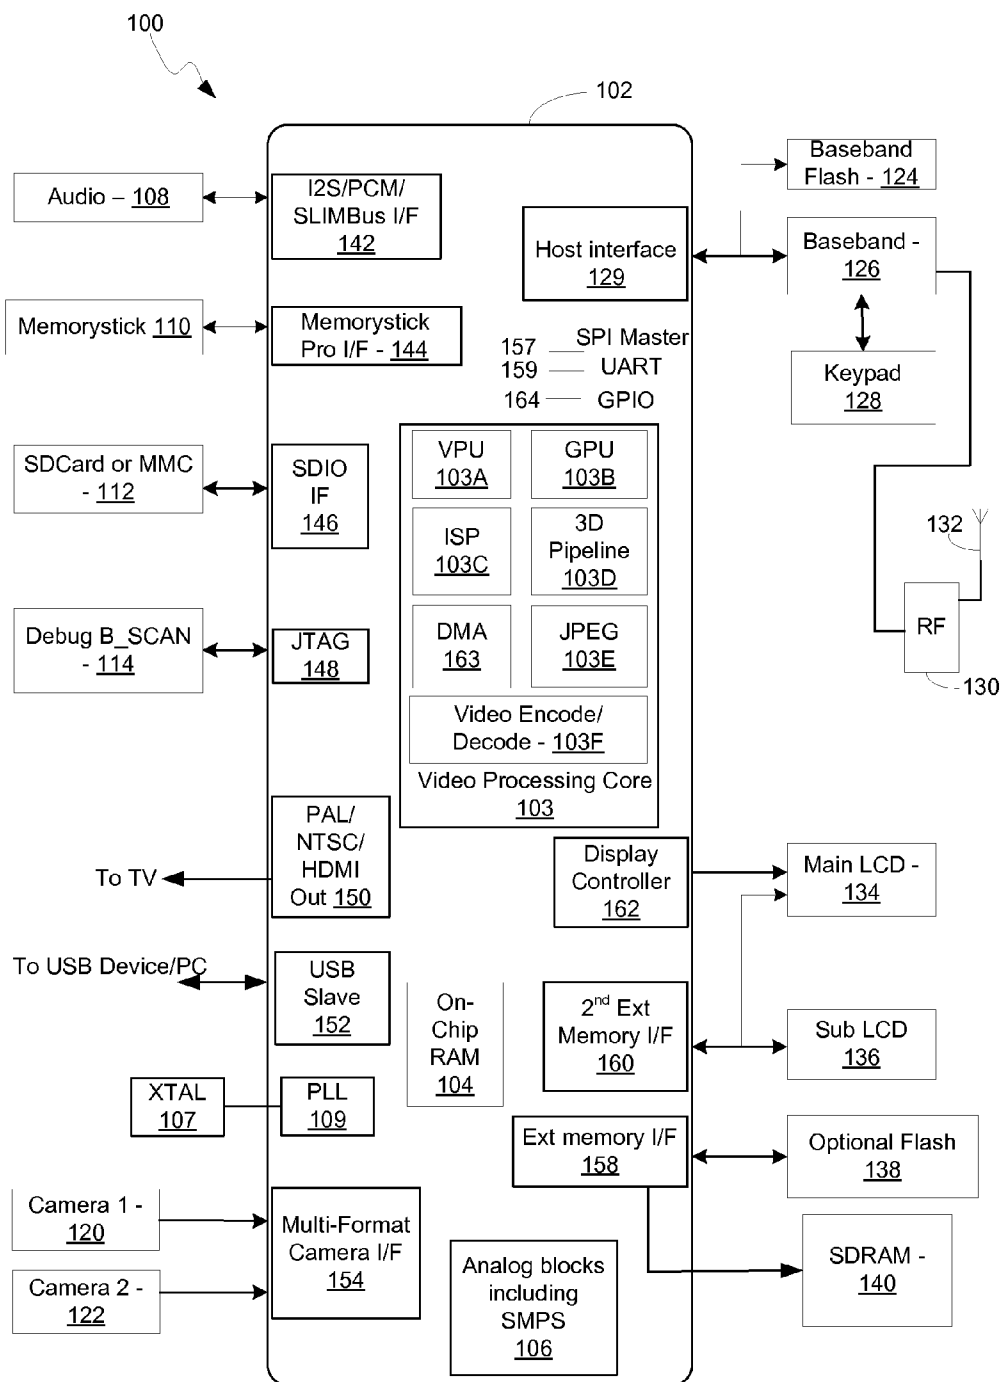 100
102
Audio – 108
I2S/PCM/
SLIMBus I/F
142
Baseband
Flash - 124
Host interface
129
Baseband -
126
Memorystick 110
Memorystick
Pro I/F - 144
157 SPI Master
159 UART
164 GPIO
Keypad
128
SDCard or MMC
- 112
SDIO
IF
146
VPU
103A
GPU
103B
ISP
103C
3D
Pipeline
103D
DMA
163
JPEG
103E
Video Encode/
Decode - 103F
Video Processing Core
103
132
RF
130
Debug B_SCAN
- 114
JTAG
148
PAL/
NTSC/
HDMI
Out 150
To TV
Display
Controller
162
Main LCD -
134
To USB Device/PC
USB
Slave
152
On-
Chip
RAM
104
2nd Ext
Memory I/F
160
Sub LCD
136
XTAL
107
PLL
109
Ext memory I/F
158
Optional Flash
138
Camera 1 -
120
Camera 2 -
122
Multi-Format
Camera I/F
154
Analog blocks
including
SMPS
106
SDRAM -
140